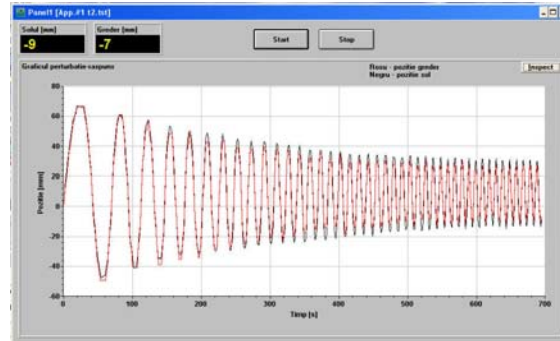 Panel1 [App.#1 t2.tst]
Solul [mm]
Greder [mm]
-9
-7
Start
Stop
Graficul perturbatie-raspuns
Rosu - pozitie greder
Negru - pozitie sol
Inspect
Pozitie [mm]
80
60
40
20
0
-20
-40
-60
0
100
200
300
400
500
600
700
Timp [s]